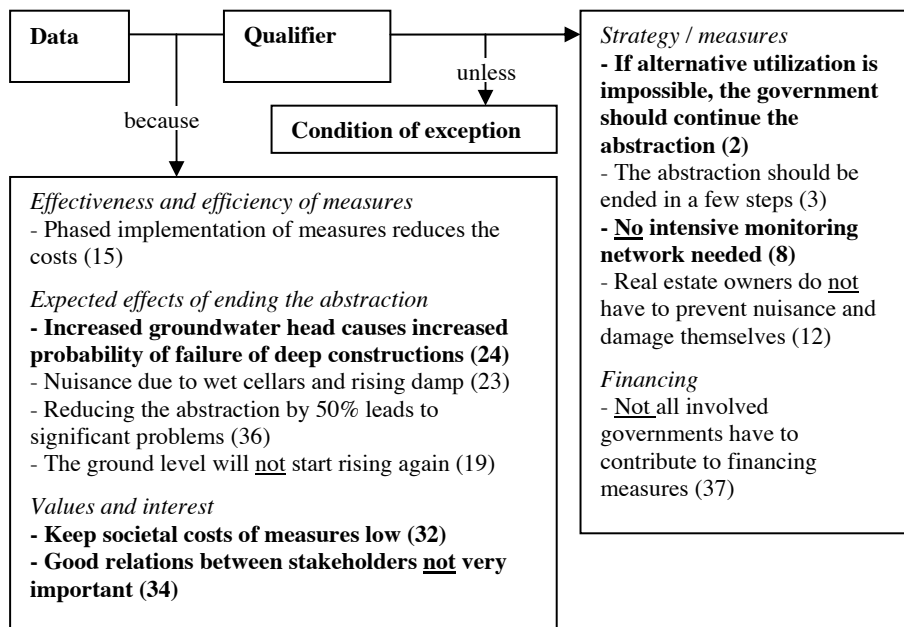 Data
Qualifier
unless
because
Condition of exception
Effectiveness and efficiency of measures
- Phased implementation of measures reduces the
costs (15)
Expected effects of ending the abstraction
- Increased groundwater head causes increased
probability of failure of deep constructions (24)
- Nuisance due to wet cellars and rising damp (23)
- Reducing the abstraction by 50% leads to
significant problems (36)
- The ground level will not start rising again (19)
Values and interest
- Keep societal costs of measures low (32)
- Good relations between stakeholders not very
important (34)
Strategy / measures
- If alternative utilization is
impossible, the government
should continue the
abstraction (2)
- The abstraction should be
ended in a few steps (3)
- No intensive monitoring
network needed (8)
- Real estate owners do not
have to prevent nuisance and
damage themselves (12)
Financing
- Not all involved
governments have to
contribute to financing
measures (37)